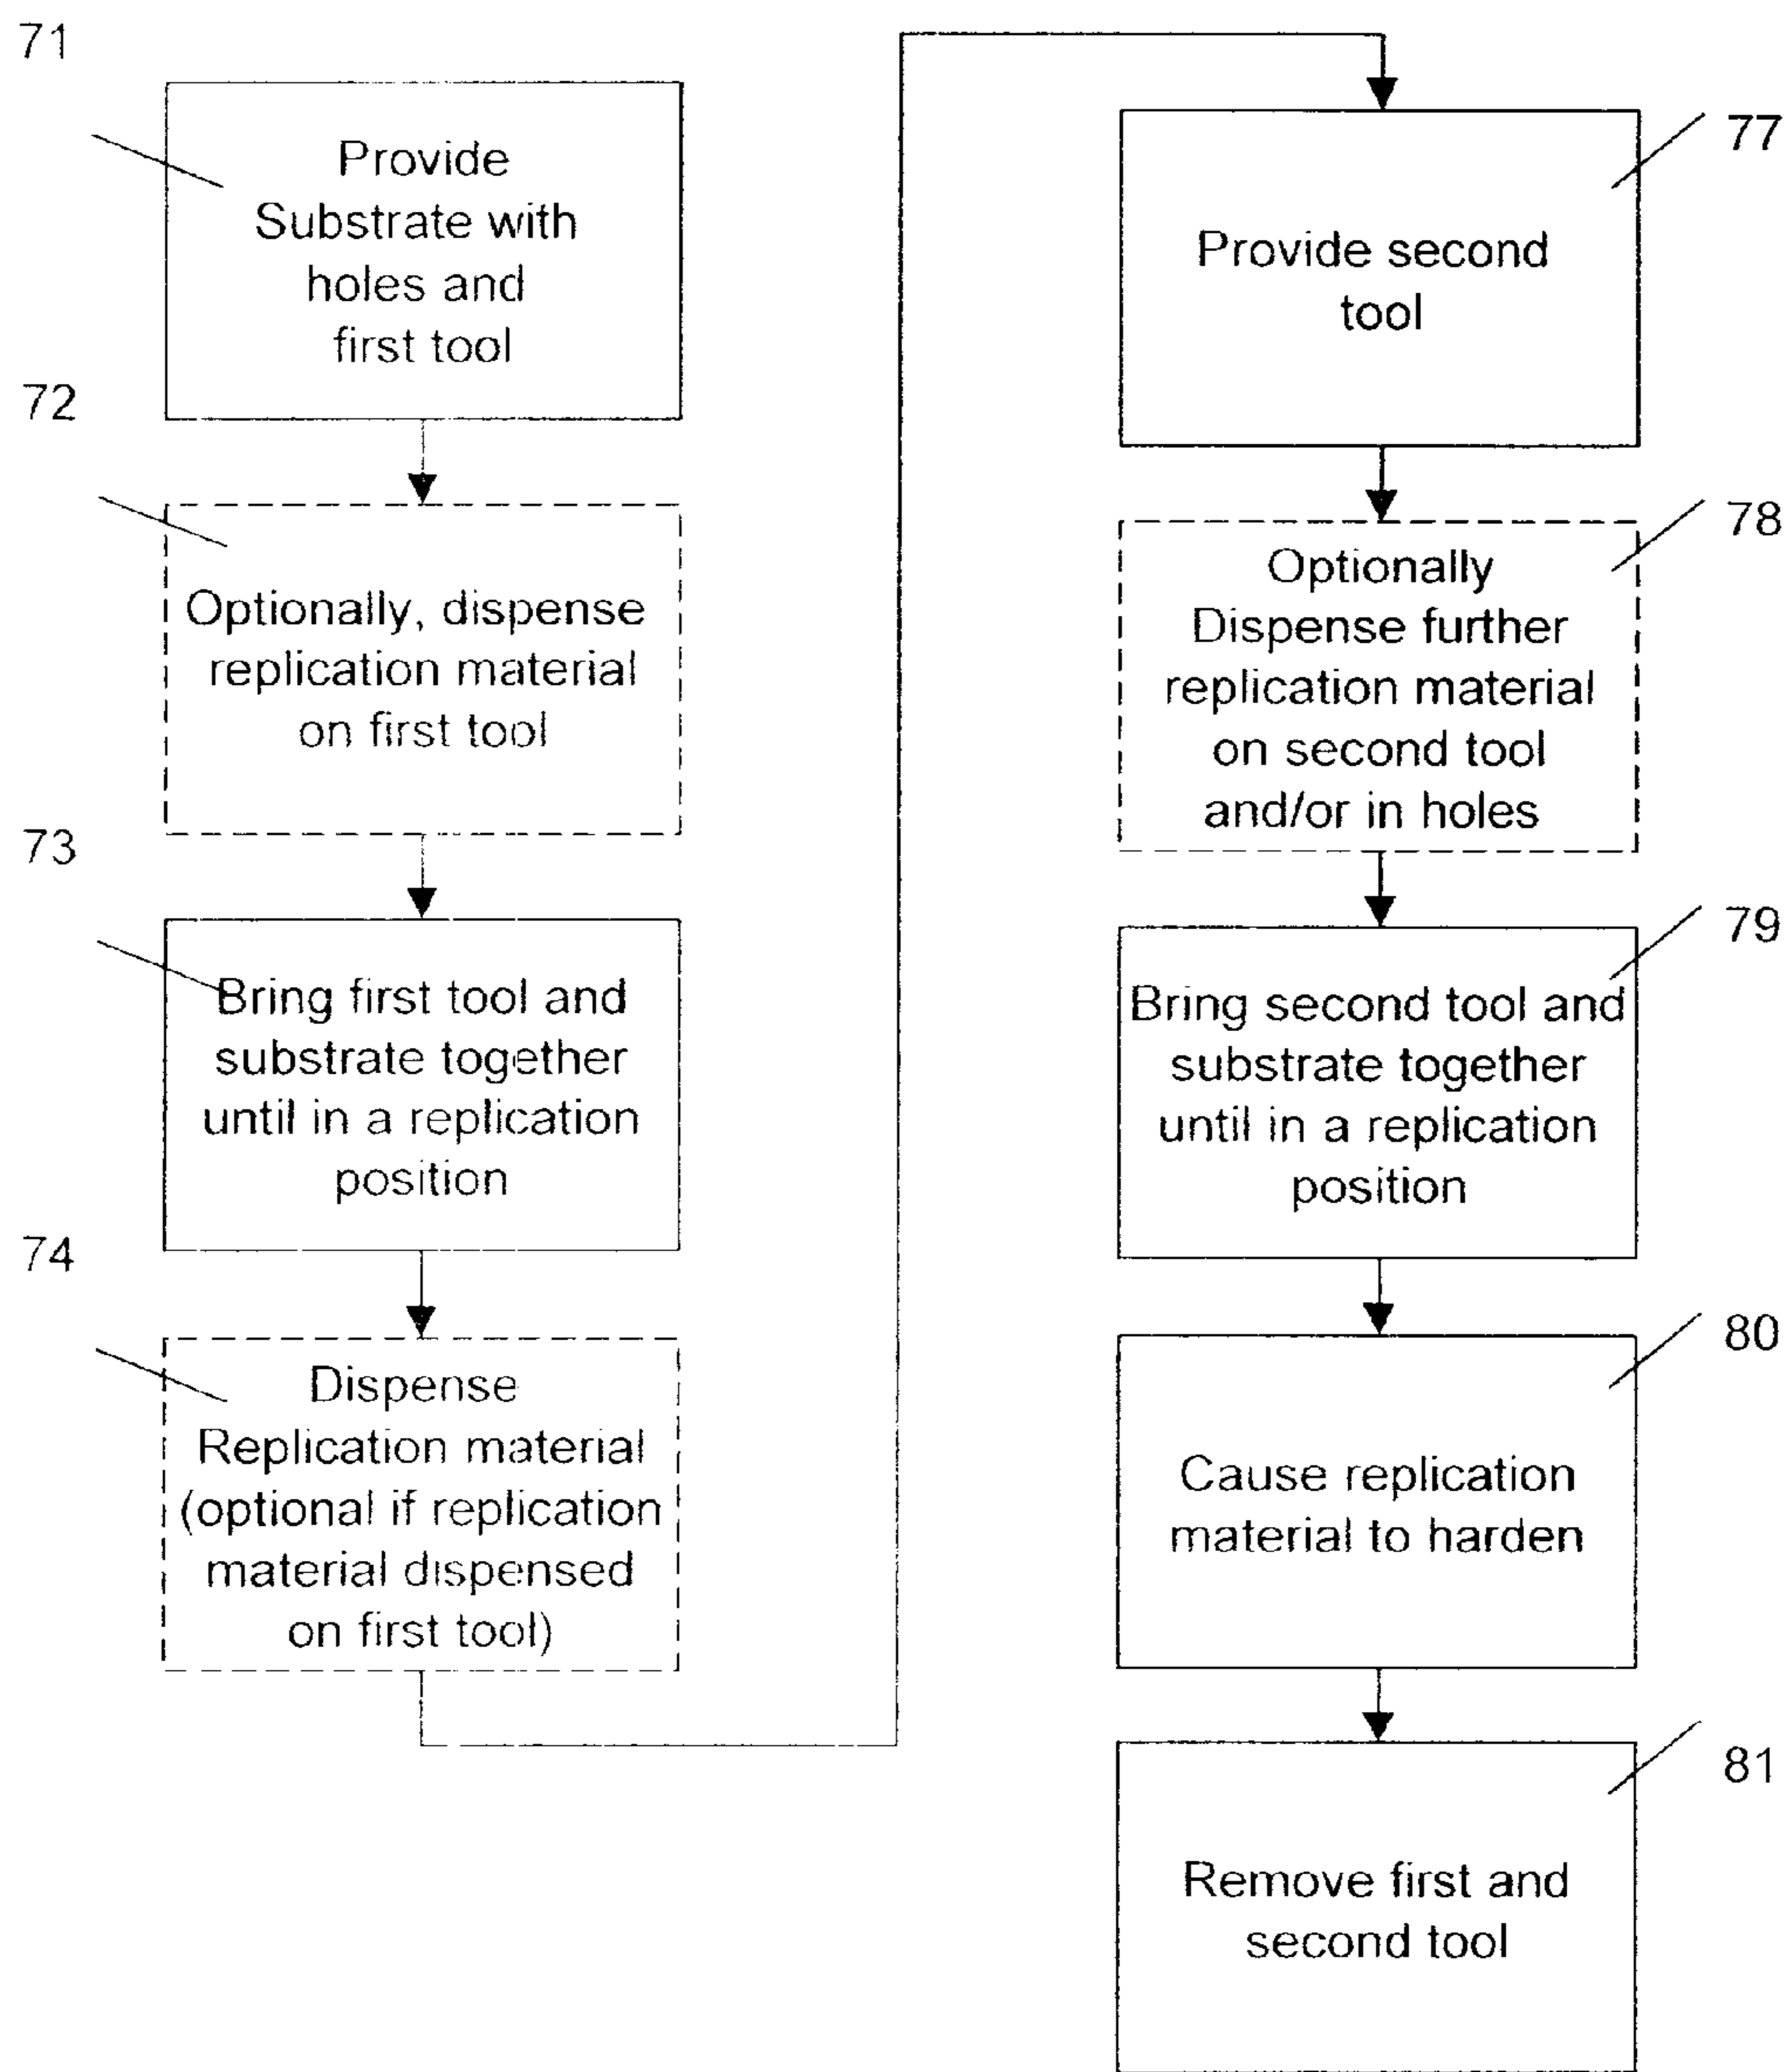 71
Provide
Substrate with
holes and
first tool
72
Optionally, dispense
replication material
on first tool
73
Bring first tool and
substrate together
until in a replication
position
74
Dispense
Replication material
(optional if replication
material dispensed
on first tool)
77
Provide second
tool
78
Optionally
Dispense further
replication material
on second tool
and/or in holes
79
Bring second tool and
substrate together
until in a replication
position
80
Cause replication
material to harden
81
Remove first and
second tool